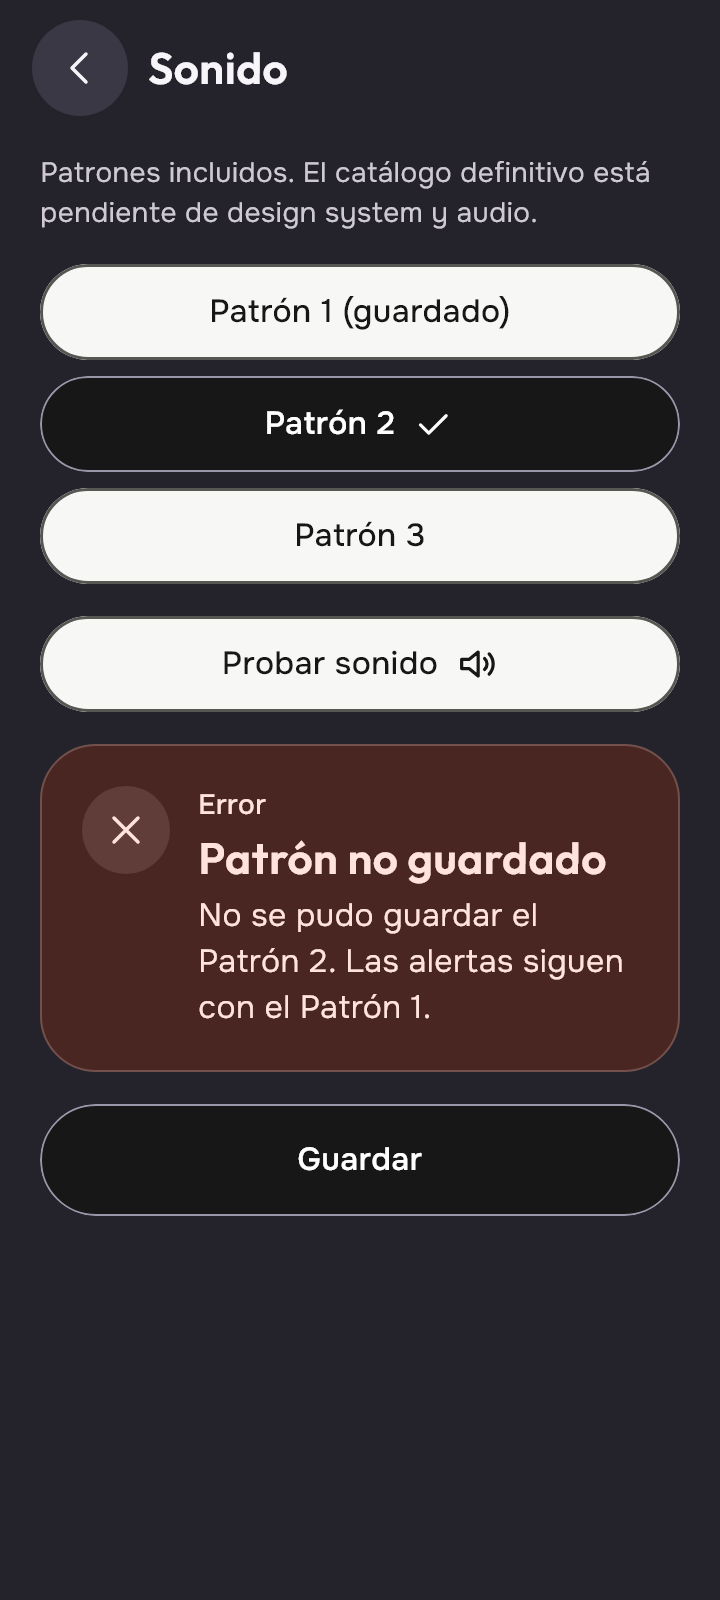 Sonido
Patrones incluidos. El catálogo definitivo está
pendiente de design system y audio.
Patrón 1 (guardado)
Patrón 2
Patrón 3
Probar sonido
Error
Patrón no guardado
No se pudo guardar el
Patrón 2. Las alertas siguen
con el Patrón 1.
Guardar